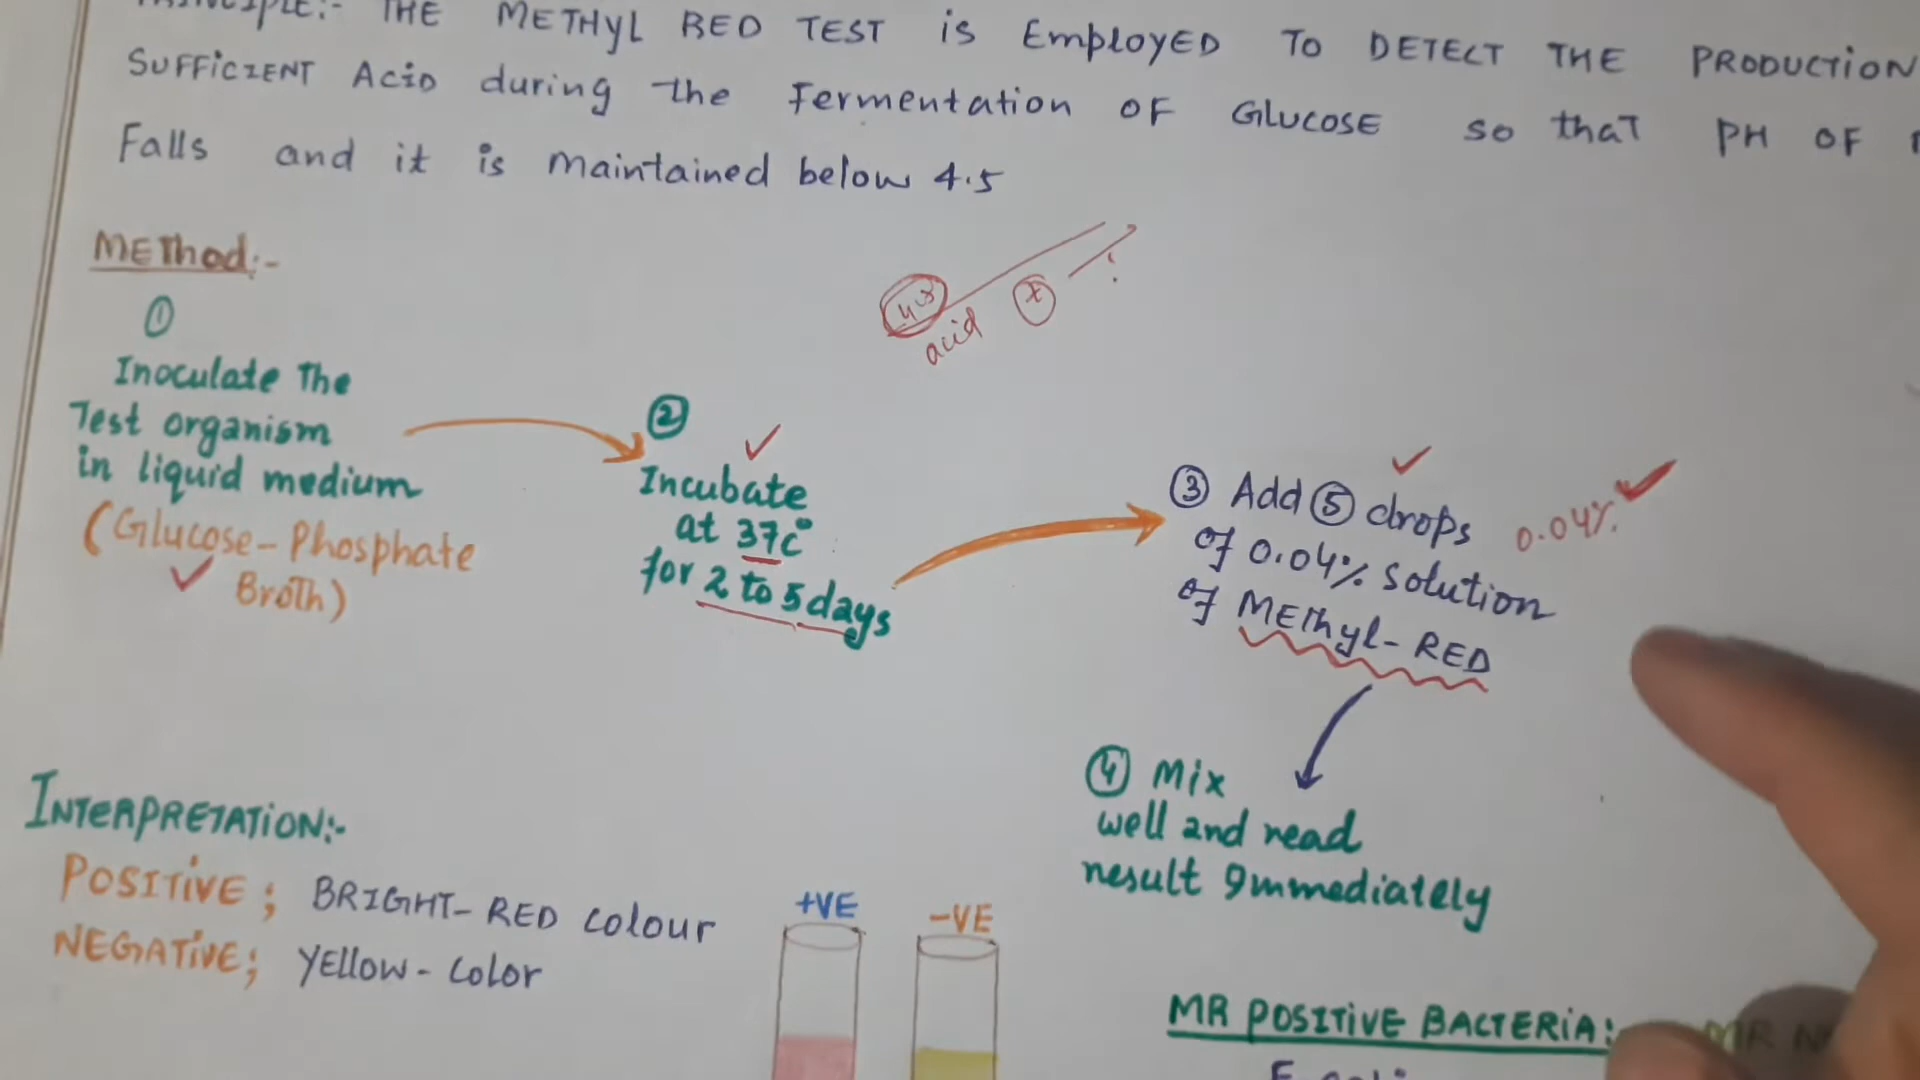 THE METHYL RED TEST is EmployED TO DETECT THE PRODUCTION
SUFFiCIENT Acid during the Fermentation OF GLUCOSE so that PH OF
Falls and it is maintained below 4.5
METhod:-
①
Inoculate The
Test organism
in liquid medium
(Glucose-Phosphate
Broth)
②
Incubate
at 37c°
for 2 to 5 days
4.5
acid
+
③ Add ⑤ drops
of 0.04% solution
of METhyl-RED
0.04%
④ Mix
well and read
result Immediately
INTERPRETATiON:-
POSITIVE; BRIGHT-RED colour
NEGATIVE; YEllow-Color
+VE
-VE
MR POSITIVE BACTERIA:
MR
E.coli